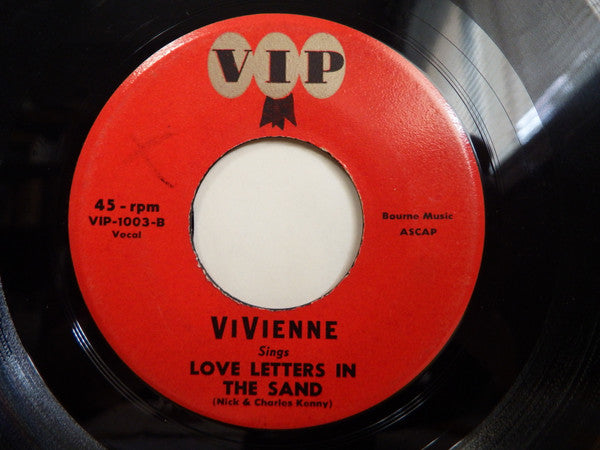 VIP
45 - rpm
VIP-1003-B
Vocal
Bourne Music
ASCAP
ViVienne
Sings
LOVE LETTERS IN
THE SAND
(Nick & Charles Kenny)